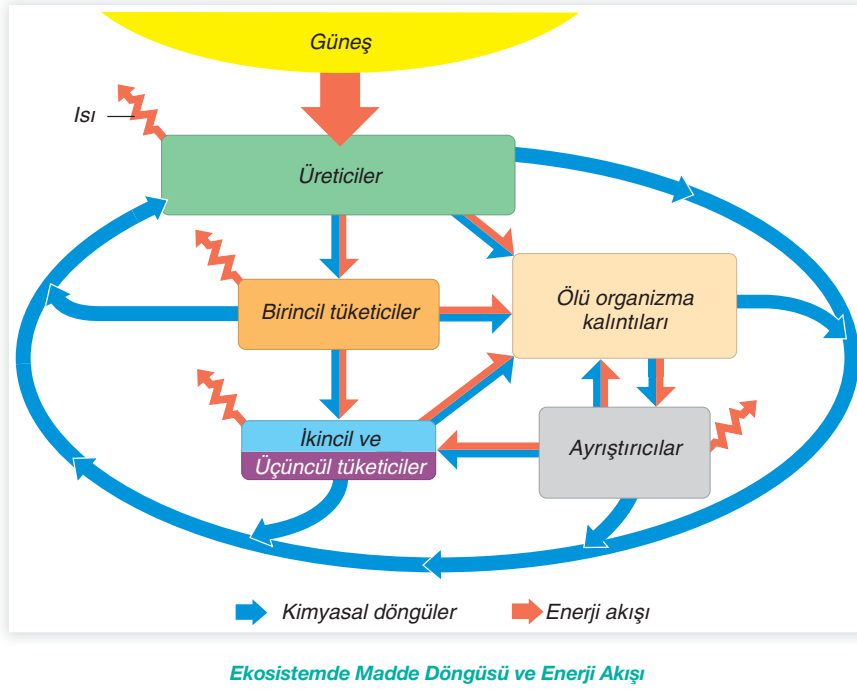 Güneş
Isı
Üreticiler
Birincil tüketiciler
Ölü organizma
kalıntıları
İkincil ve
Üçüncül tüketiciler
Ayrıştırıcılar
Kimyasal döngüler
Enerji akışı
Ekosistemde Madde Döngüsü ve Enerji Akışı